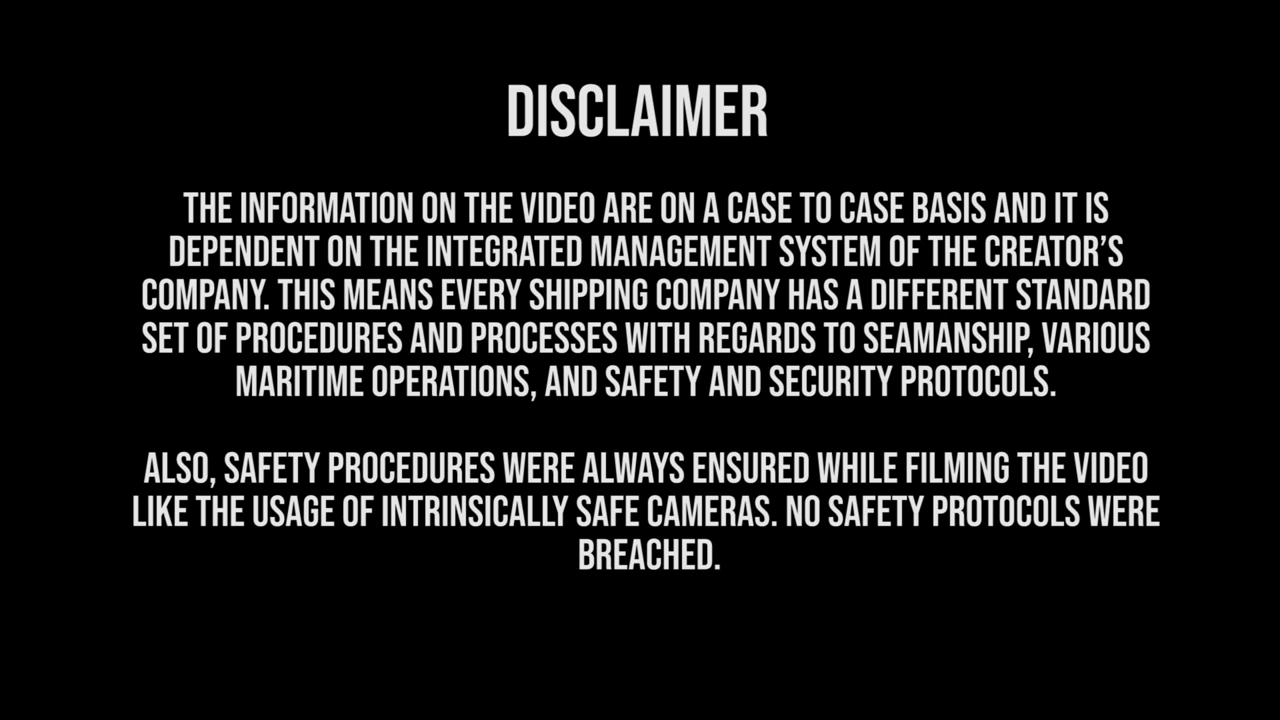 DISCLAIMER
THE INFORMATION ON THE VIDEO ARE ON A CASE TO CASE BASIS AND IT IS
DEPENDENT ON THE INTEGRATED MANAGEMENT SYSTEM OF THE CREATOR'S
COMPANY. THIS MEANS EVERY SHIPPING COMPANY HAS A DIFFERENT STANDARD
SET OF PROCEDURES AND PROCESSES WITH REGARDS TO SEAMANSHIP, VARIOUS
MARITIME OPERATIONS, AND SAFETY AND SECURITY PROTOCOLS.
ALSO, SAFETY PROCEDURES WERE ALWAYS ENSURED WHILE FILMING THE VIDEO
LIKE THE USAGE OF INTRINSICALLY SAFE CAMERAS. NO SAFETY PROTOCOLS WERE
BREACHED.